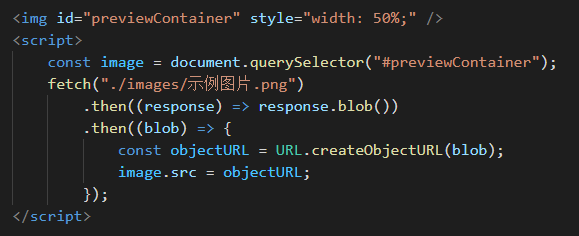 <img id="previewContainer" style="width: 50%;" />
<script>
    const image = document.querySelector("#previewContainer");
    fetch("./images/示例图片.png")
        .then((response) => response.blob())
        .then((blob) => {
            const objectURL = URL.createObjectURL(blob);
            image.src = objectURL;
        });
</script>